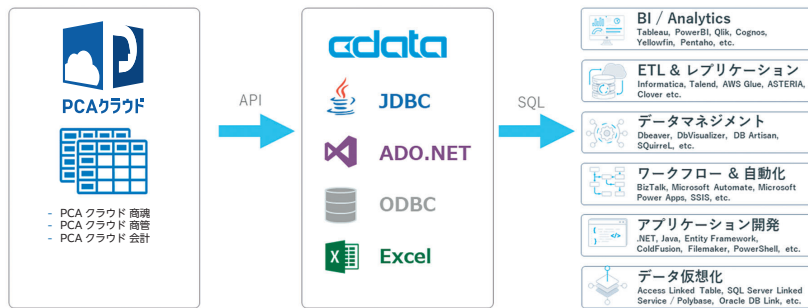 PCAクラウド
- PCA クラウド 商魂
- PCA クラウド 商管
- PCA クラウド 会計
API
cdata
JDBC
ADO.NET
ODBC
Excel
SQL
BI / Analytics
Tableau, PowerBI, Qlik, Cognos,
Yellowfin, Pentaho, etc.
ETL & レプリケーション
Informatica, Talend, AWS Glue, ASTERIA,
Clover etc.
データマネジメント
Dbeaver, DbVisualizer, DB Artisan,
SQuirreL, etc.
ワークフロー & 自動化
BizTalk, Microsoft Automate, Microsoft
Power Apps, SSIS, etc.
アプリケーション開発
.NET, Java, Entity Framework,
ColdFusion, Filemaker, PowerShell, etc.
データ仮想化
Access Linked Table, SQL Server Linked
Service / Polybase, Oracle DB Link, etc.